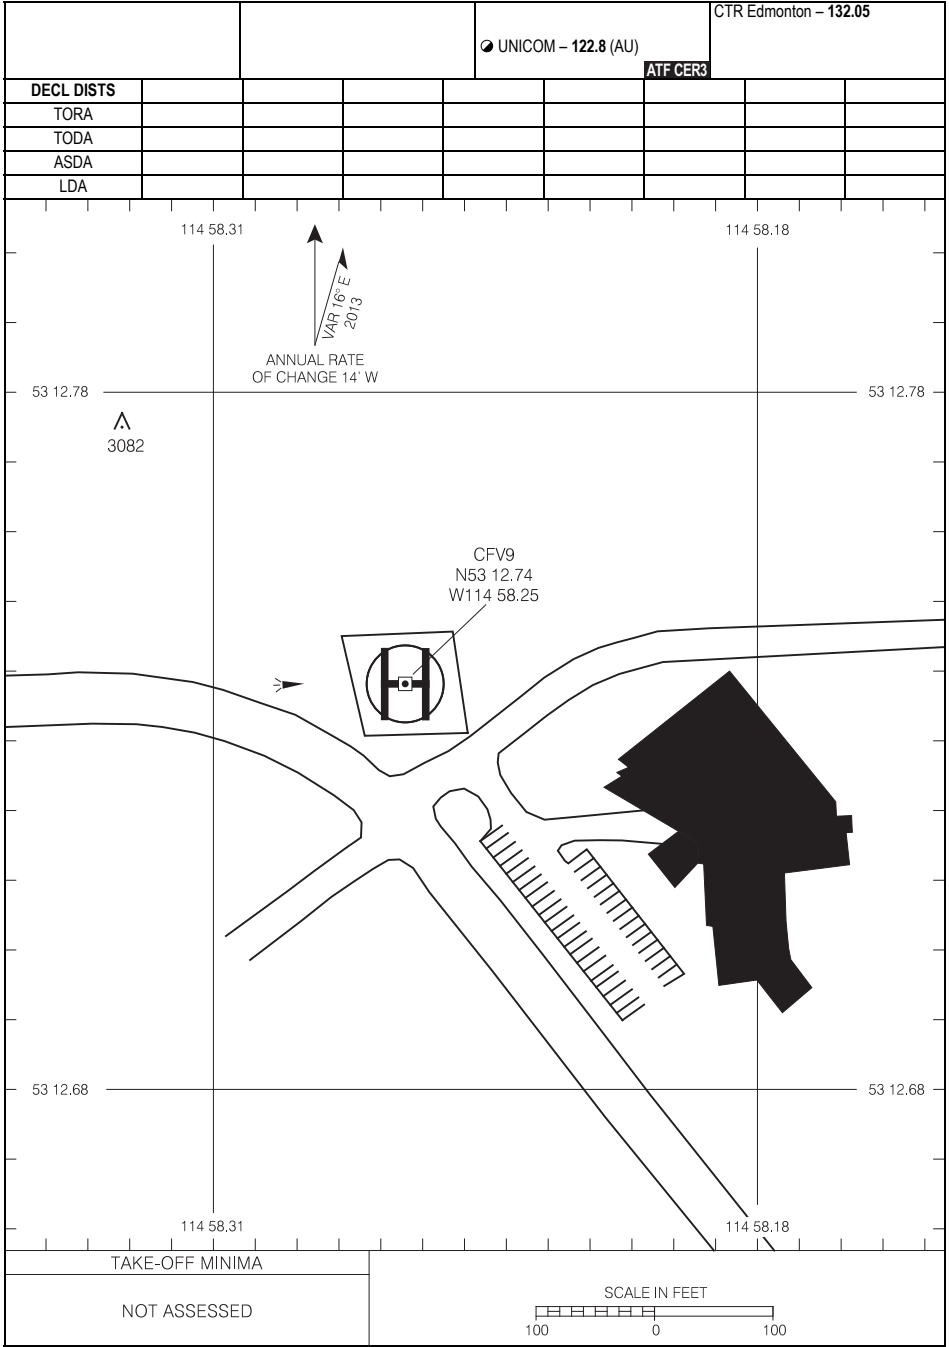 CTR Edmonton – 132.05
UNICOM – 122.8 (AU)
ATF CER3
DECL DISTS
TORA
TODA
ASDA
LDA
114 58.31
114 58.18
VAR 16° E
2013
ANNUAL RATE
OF CHANGE 14' W
53 12.78
53 12.78
3082
CFV9
N53 12.74
W114 58.25
H
53 12.68
53 12.68
114 58.31
114 58.18
TAKE-OFF MINIMA
NOT ASSESSED
SCALE IN FEET
100
0
100